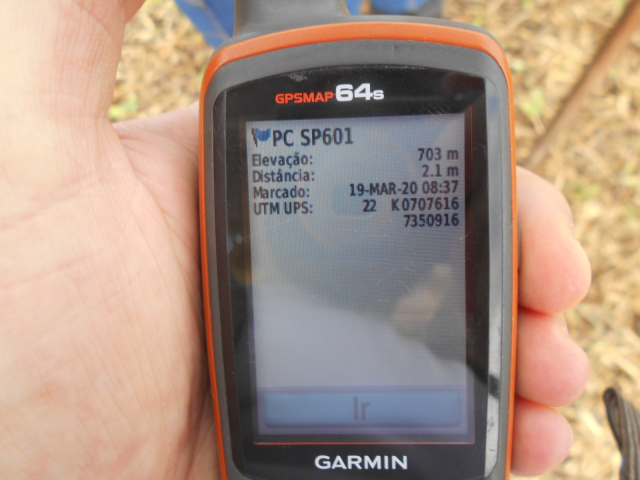 GPSMAP 64s
PC SP601
Elevação: 703 m
Distância: 2.1 m
Marcado: 19-MAR-20 08:37
UTM UPS: 22 K 0707616
7350916
Ir
GARMIN